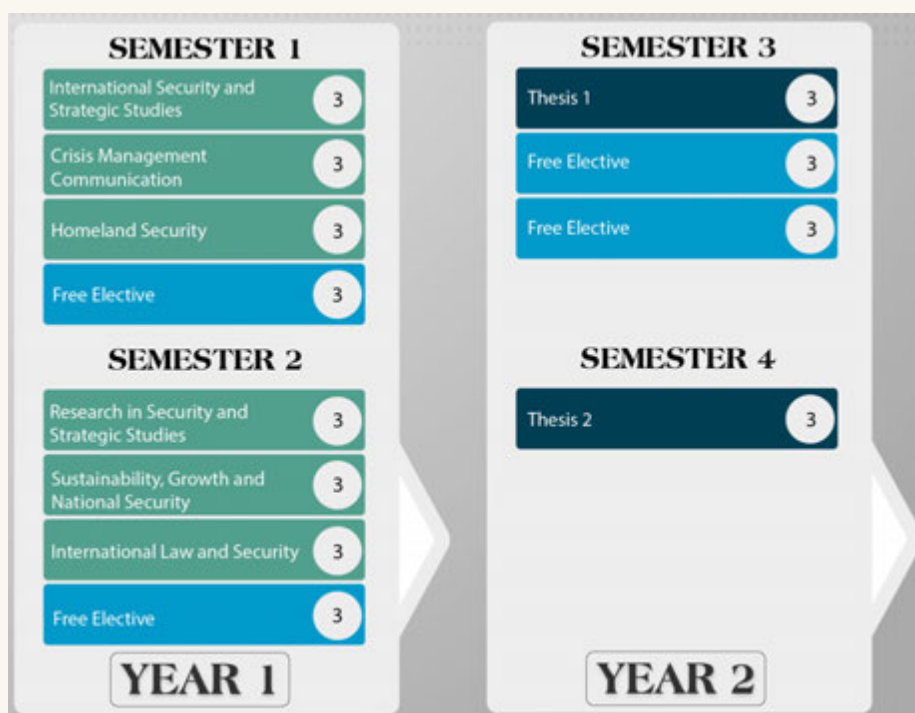 SEMESTER 1
International Security and
Strategic Studies
3
Crisis Management
Communication
3
Homeland Security
3
Free Elective
3
SEMESTER 2
Research in Security and
Strategic Studies
3
Sustainability, Growth and
National Security
3
International Law and Security
3
Free Elective
3
YEAR 1
SEMESTER 3
Thesis 1
3
Free Elective
3
Free Elective
3
SEMESTER 4
Thesis 2
3
YEAR 2